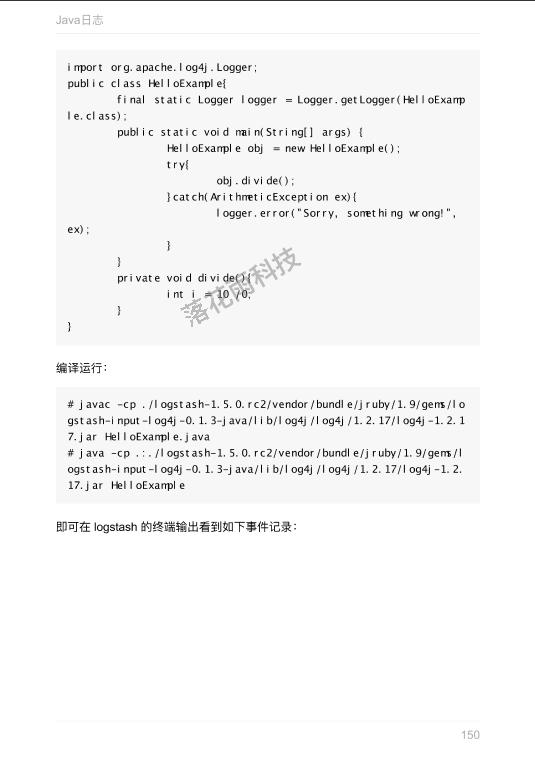 Java日志
import org.apache.log4j.Logger;
public class HelloExample{
        final static Logger logger = Logger.getLogger(HelloExamp
le.class);
        public static void main(String[] args) {
                HelloExample obj = new HelloExample();
                try{
                        obj.divide();
                }catch(ArithmeticException ex){
                        logger.error("Sorry, something wrong!", 
ex);
                }
        }
        private void divide(){
                int i = 10 /0;
        }
}
落花雨科技
编译运行：
# javac -cp ./logstash-1.5.0.rc2/vendor/bundle/jruby/1.9/gems/lo
gstash-input-log4j-0.1.3-java/lib/log4j/log4j/1.2.17/log4j-1.2.1
7.jar HelloExample.java
# java -cp .:./logstash-1.5.0.rc2/vendor/bundle/jruby/1.9/gems/l
ogstash-input-log4j-0.1.3-java/lib/log4j/log4j/1.2.17/log4j-1.2.
17.jar HelloExample
即可在 logstash 的终端输出看到如下事件记录：
150